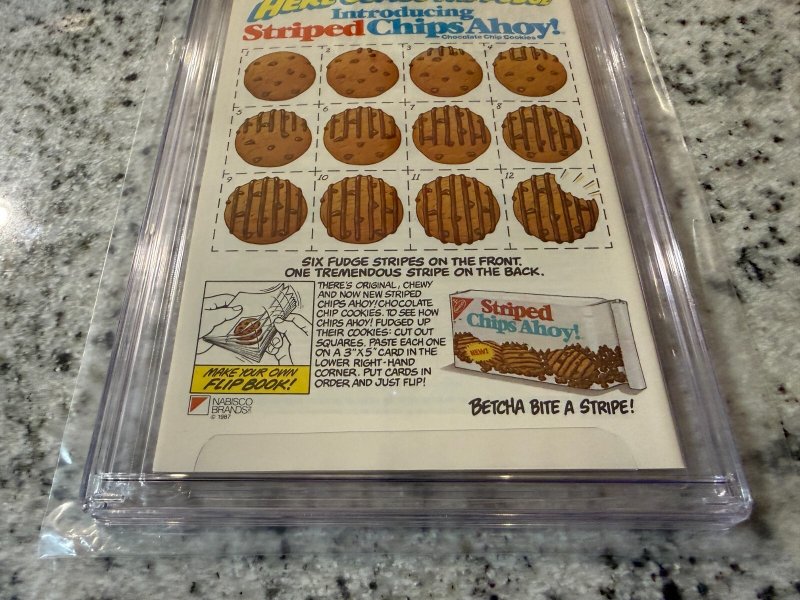 HERE
Introducing
Striped Chips Ahoy!
Chocolate Chip Cookies
1 2 3 4
5 6 7 8
9 10 11 12
SIX FUDGE STRIPES ON THE FRONT.
ONE TREMENDOUS STRIPE ON THE BACK.
THERE'S ORIGINAL, CHEWY
AND NOW NEW STRIPED
CHIPS AHOY! CHOCOLATE
CHIP COOKIES. TO SEE HOW
CHIPS AHOY! FUDGED UP
THEIR COOKIES: CUT OUT
SQUARES. PASTE EACH ONE
ON A 3"X5" CARD IN THE
LOWER RIGHT-HAND
CORNER. PUT CARDS IN
ORDER AND JUST FLIP!
MAKE YOUR OWN
FLIP BOOK!
Striped
Chips Ahoy!
NEW!
NABISCO
BRANDS
© 1987
BETCHA BITE A STRIPE!